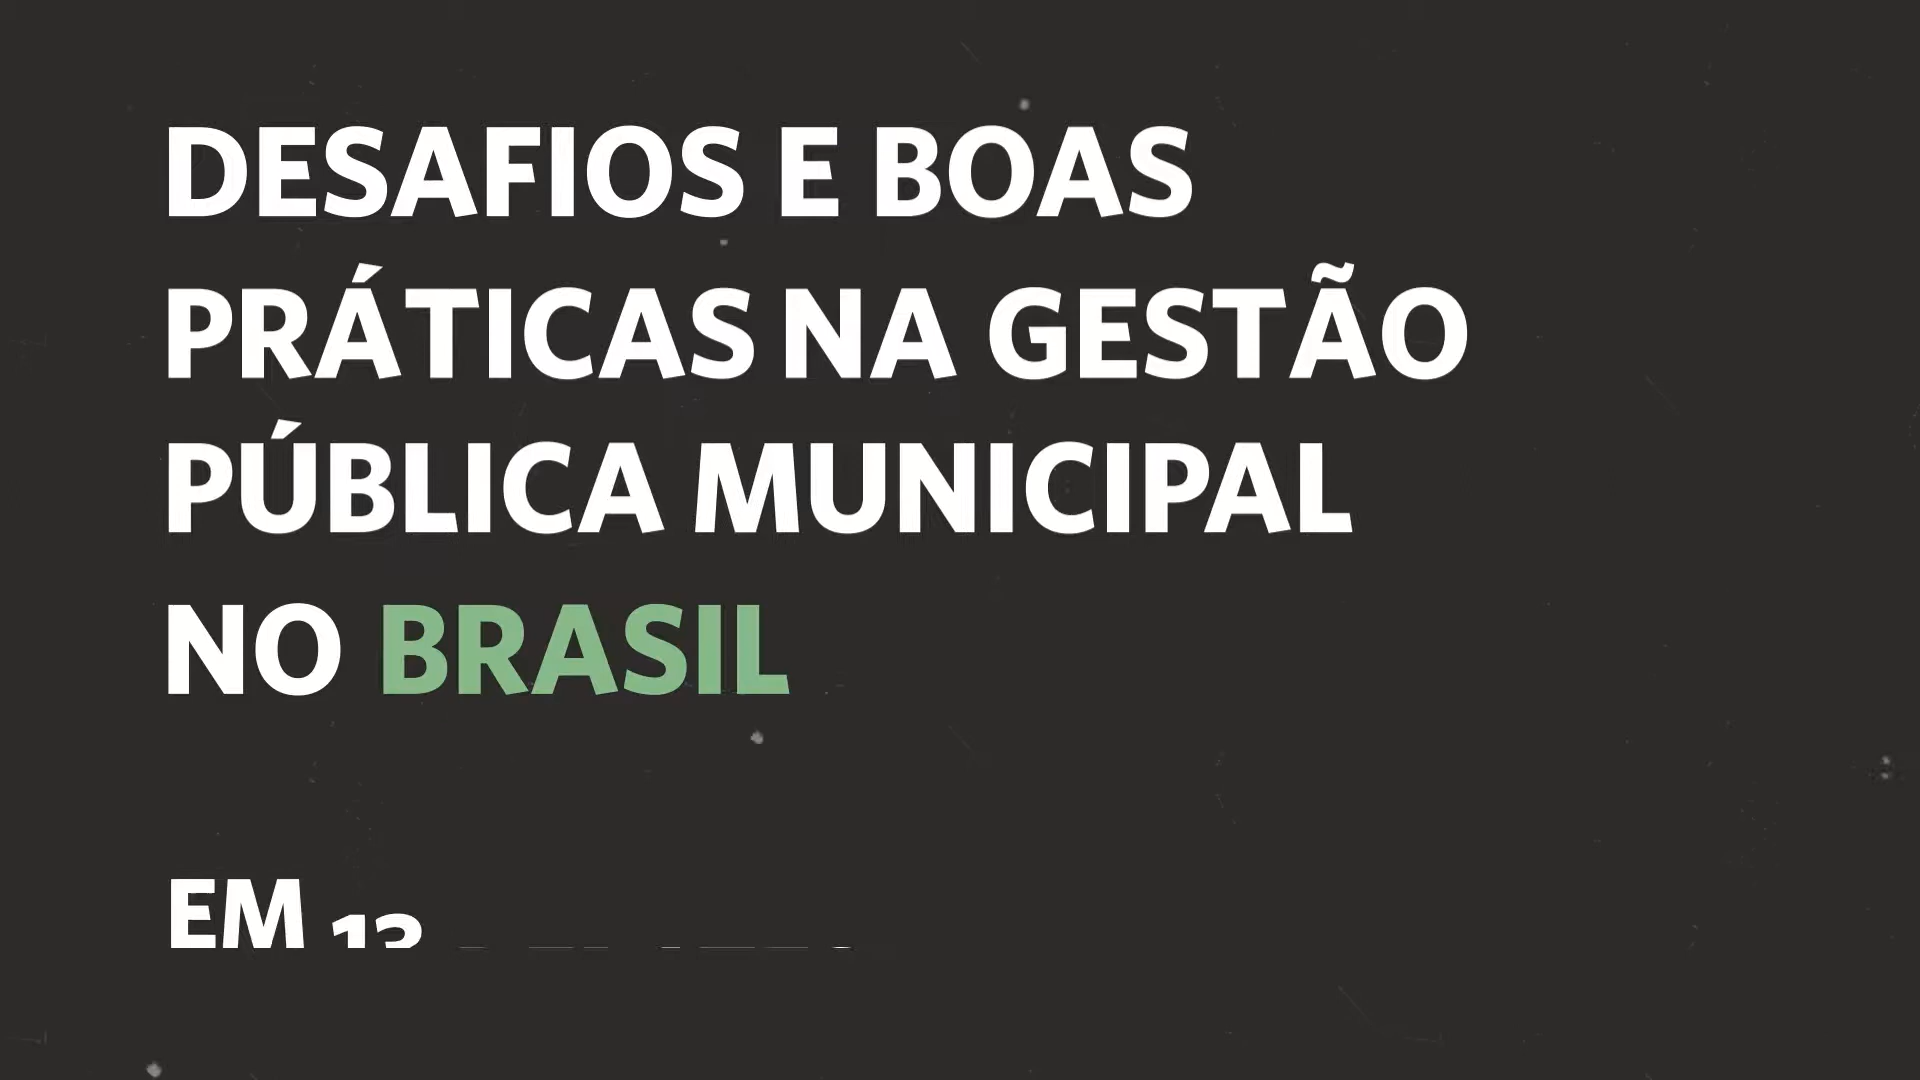 DESAFIOS E BOAS
PRÁTICAS NA GESTÃO
PÚBLICA MUNICIPAL
NO BRASIL
EM